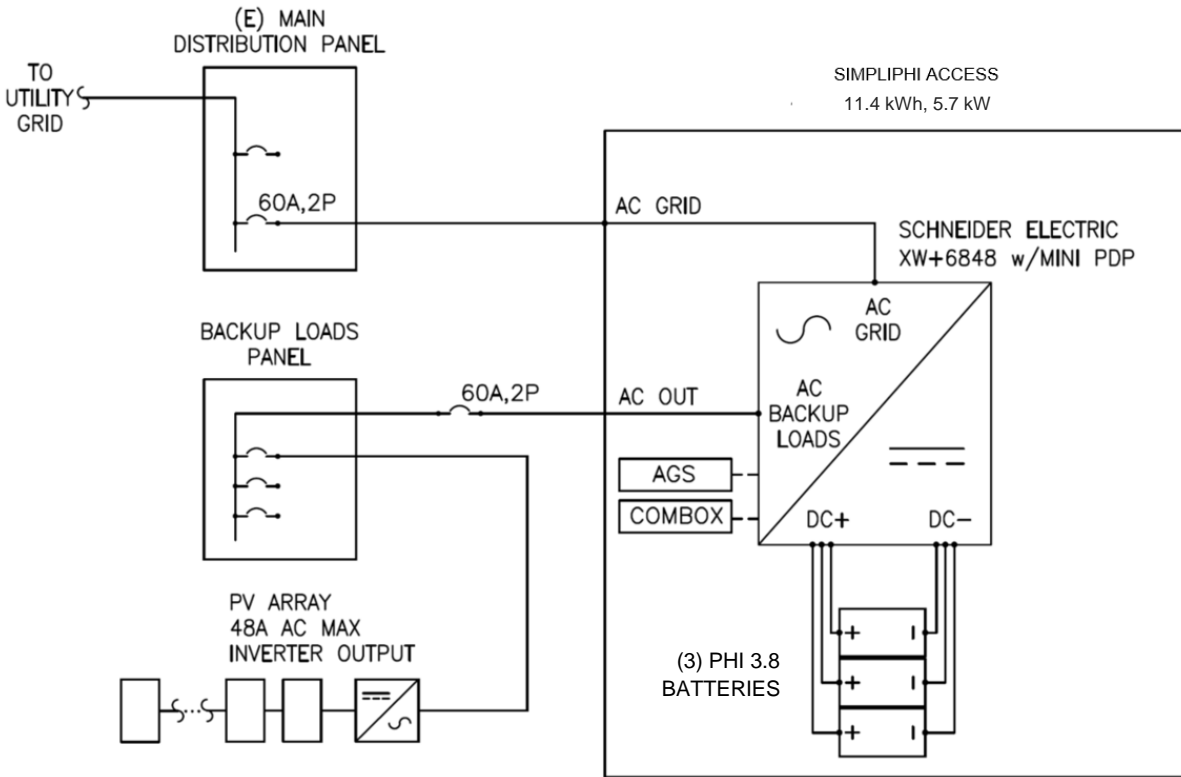 (E) MAIN
DISTRIBUTION PANEL
TO
UTILITY
GRID
60A,2P
SIMPLIPHI ACCESS
11.4 kWh, 5.7 kW
AC GRID
SCHNEIDER ELECTRIC
XW+6848 w/MINI PDP
AC
GRID
BACKUP LOADS
PANEL
60A,2P
AC OUT
AC
BACKUP
LOADS
AGS
COMBOX
DC+
DC-
PV ARRAY
48A AC MAX
INVERTER OUTPUT
(3) PHI 3.8
BATTERIES
+
+
+